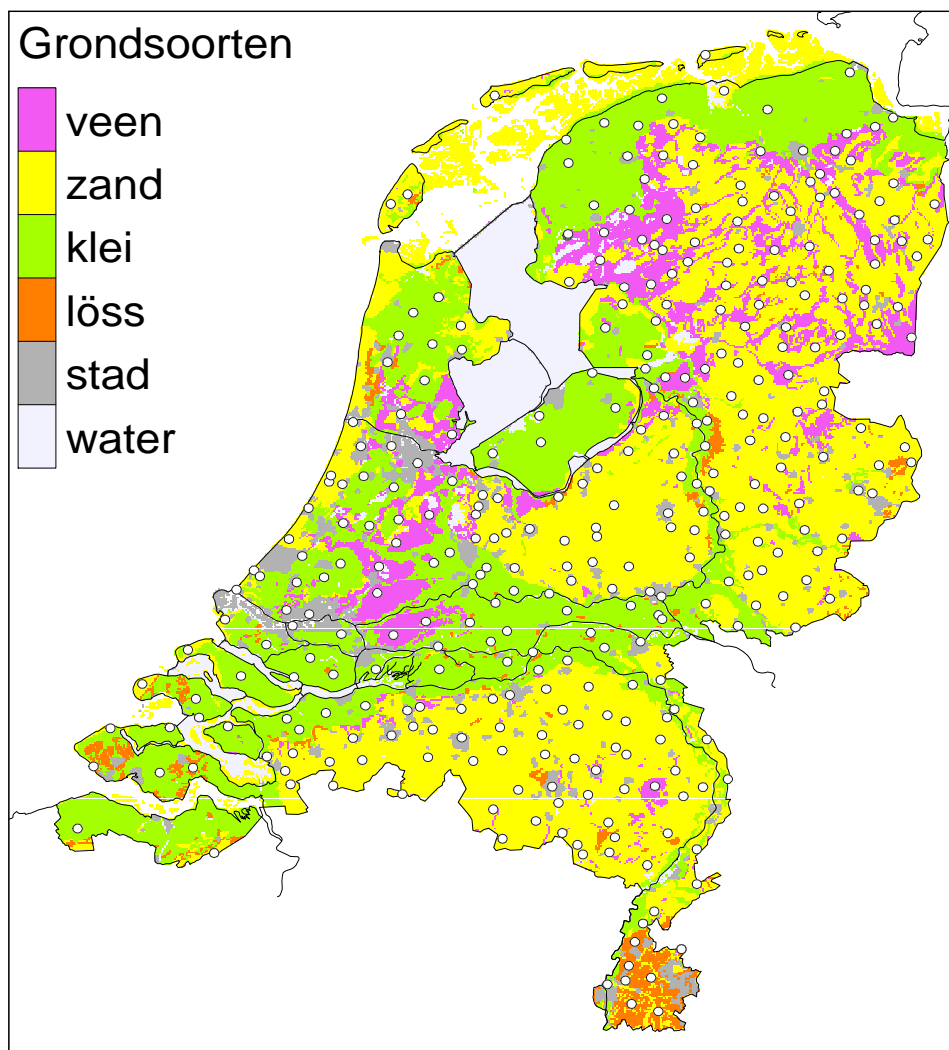 Grondsoorten
veen
zand
klei
löss
stad
water